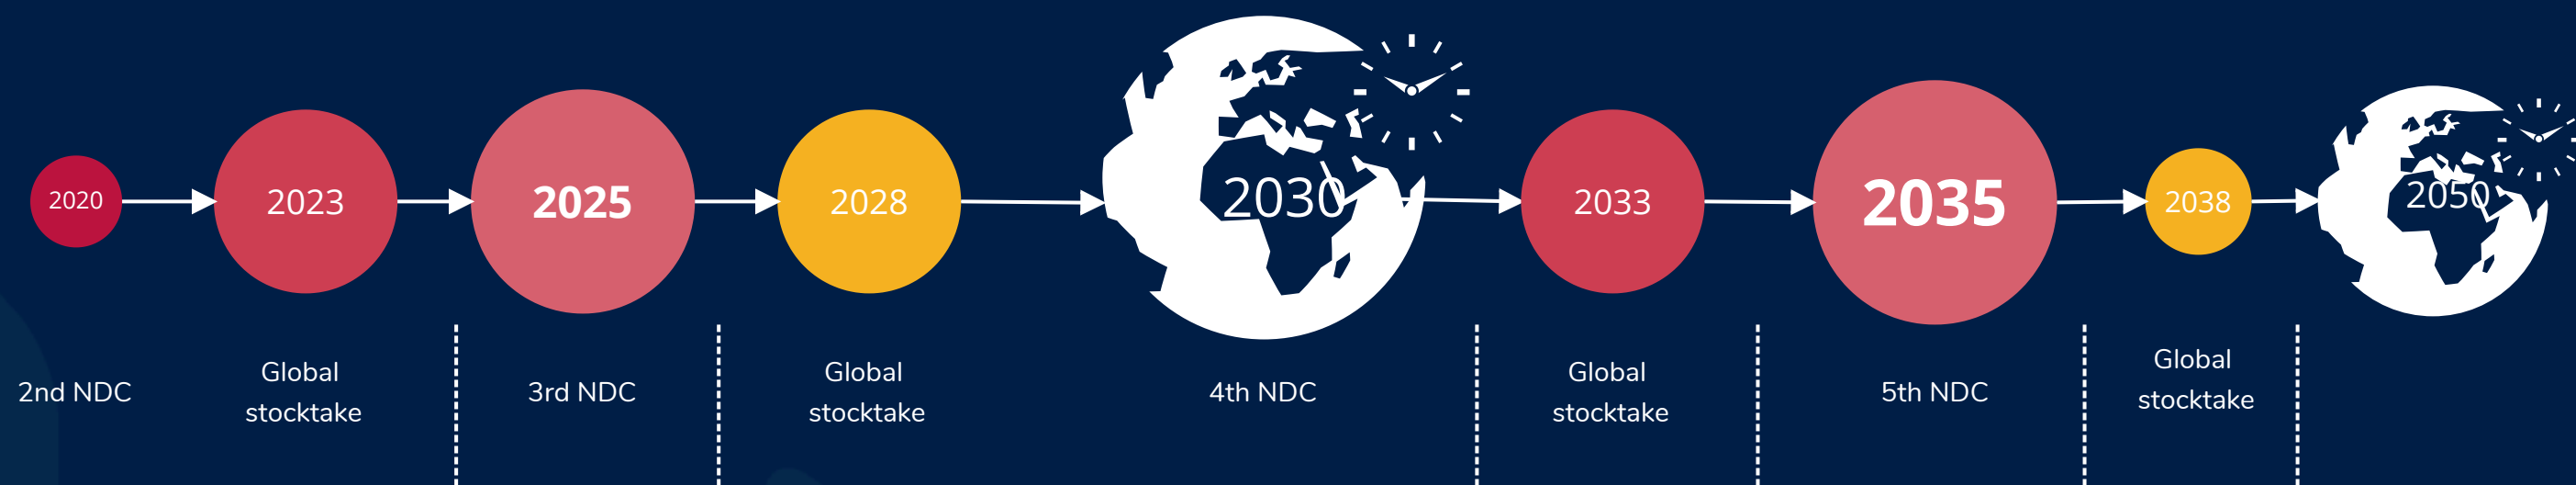 2020
2023
2025
2028
2030
2033
2035
2038
2050
2nd NDC
Global
stocktake
3rd NDC
Global
stocktake
4th NDC
Global
stocktake
5th NDC
Global
stocktake